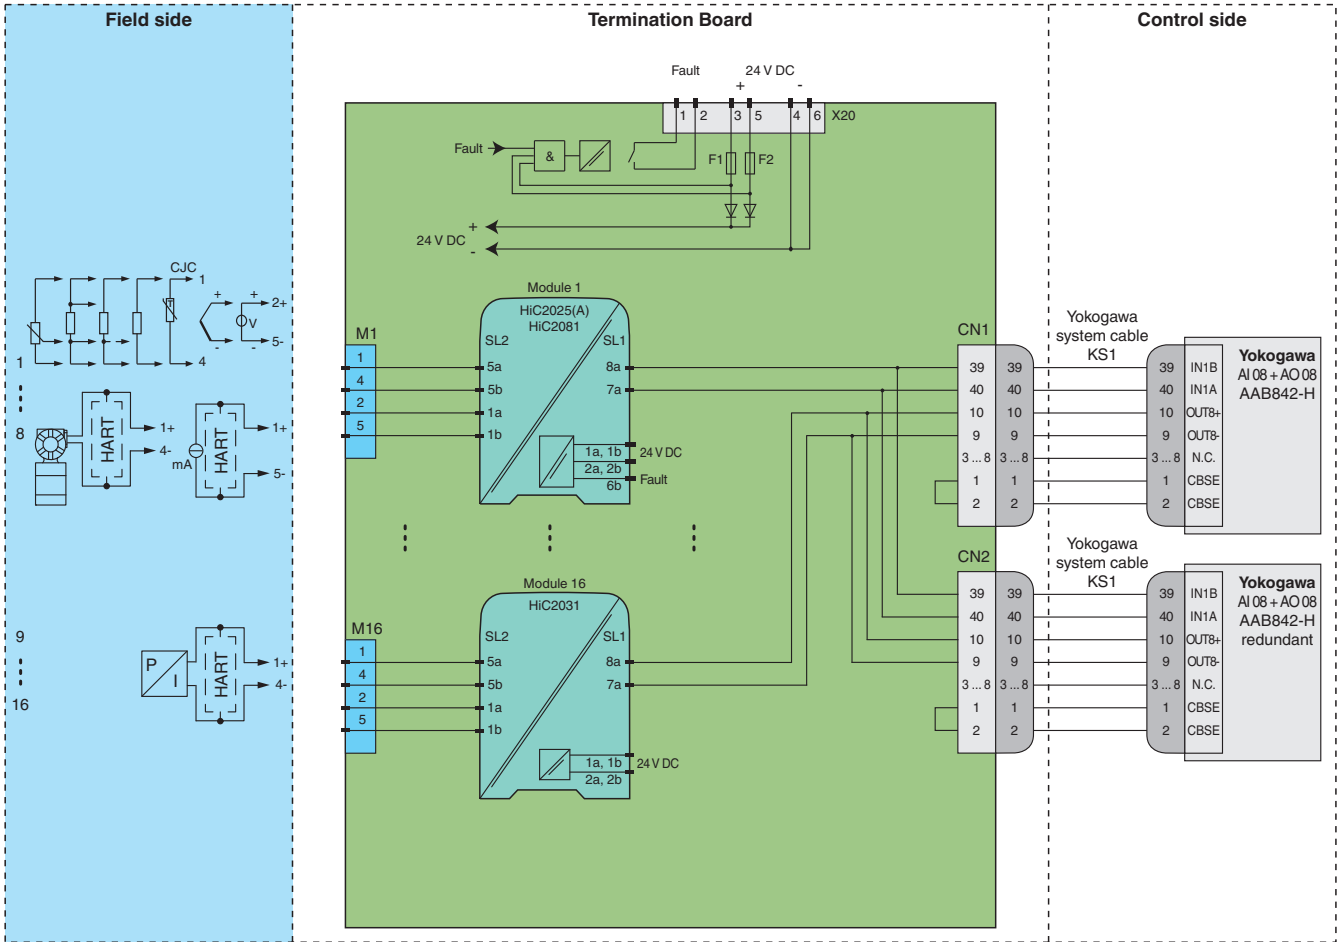 Field side
Termination Board
Control side
Fault
24 V DC
+
-
1
2
3
5
4
6
X20
Fault
&
F1
F2
+
24 V DC
-
CJC
1
T
+
+
2+
V
-
-
5-
4
1
8
HART
1+
4-
mA
HART
1+
5-
9
16
P
I
HART
1+
4-
M1
1
4
2
5
Module 1
HiC2025(A)
HiC2081
SL2
SL1
5a
5b
1a
1b
8a
7a
1a, 1b
24 V DC
2a, 2b
6b
Fault
M16
1
4
2
5
Module 16
HiC2031
SL2
SL1
5a
5b
1a
1b
8a
7a
1a, 1b
24 V DC
2a, 2b
CN1
39
39
40
40
10
10
9
9
3 ... 8
3 ... 8
1
1
2
2
Yokogawa
system cable
KS1
39
IN1B
40
IN1A
10
OUT8+
9
OUT8-
3 ... 8
N.C.
1
CBSE
2
CBSE
Yokogawa
AI 08 + AO 08
AAB842-H
CN2
39
39
40
40
10
10
9
9
3 ... 8
3 ... 8
1
1
2
2
Yokogawa
system cable
KS1
39
IN1B
40
IN1A
10
OUT8+
9
OUT8-
3 ... 8
N.C.
1
CBSE
2
CBSE
Yokogawa
AI 08 + AO 08
AAB842-H
redundant